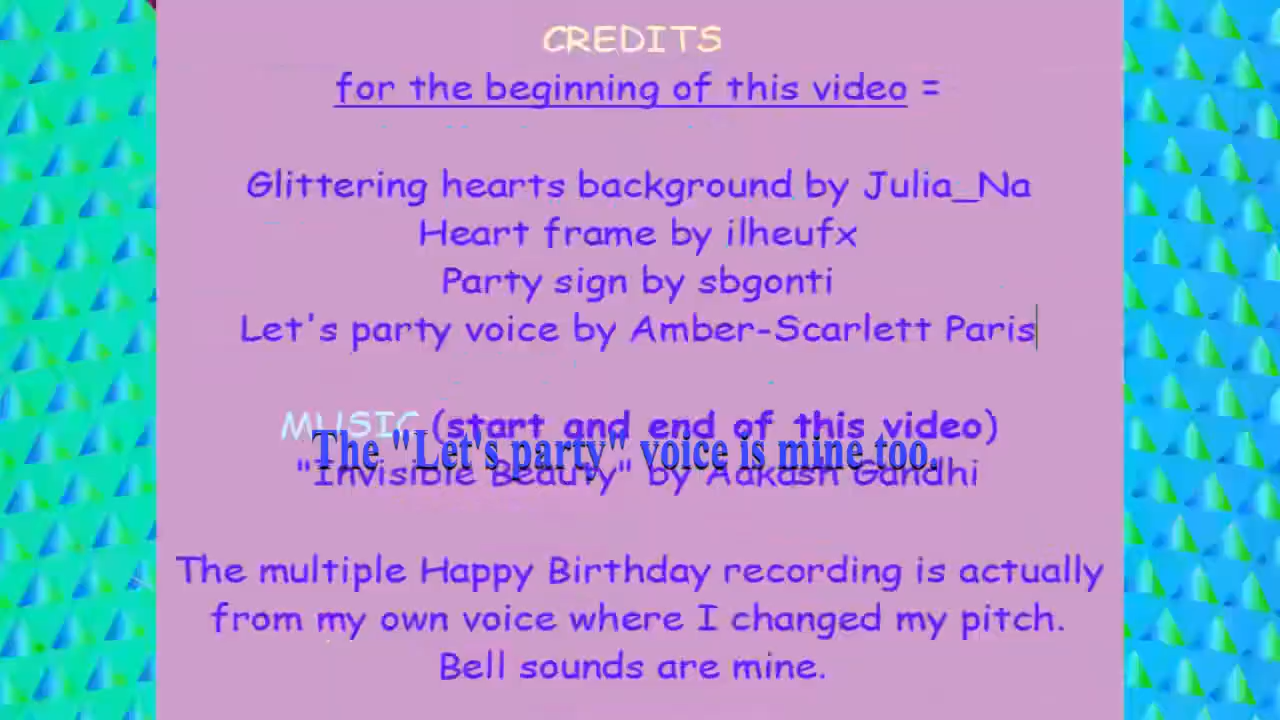 CREDITS
for the beginning of this video =
Glittering hearts background by Julia_Na
Heart frame by ilheufx
Party sign by sbgonti
Let's party voice by Amber-Scarlett Paris
MUSIC (start and end of this video)
The "Let's party" voice is mine too.
"Invisible Beauty" by Aakash Gandhi
The multiple Happy Birthday recording is actually
from my own voice where I changed my pitch.
Bell sounds are mine.